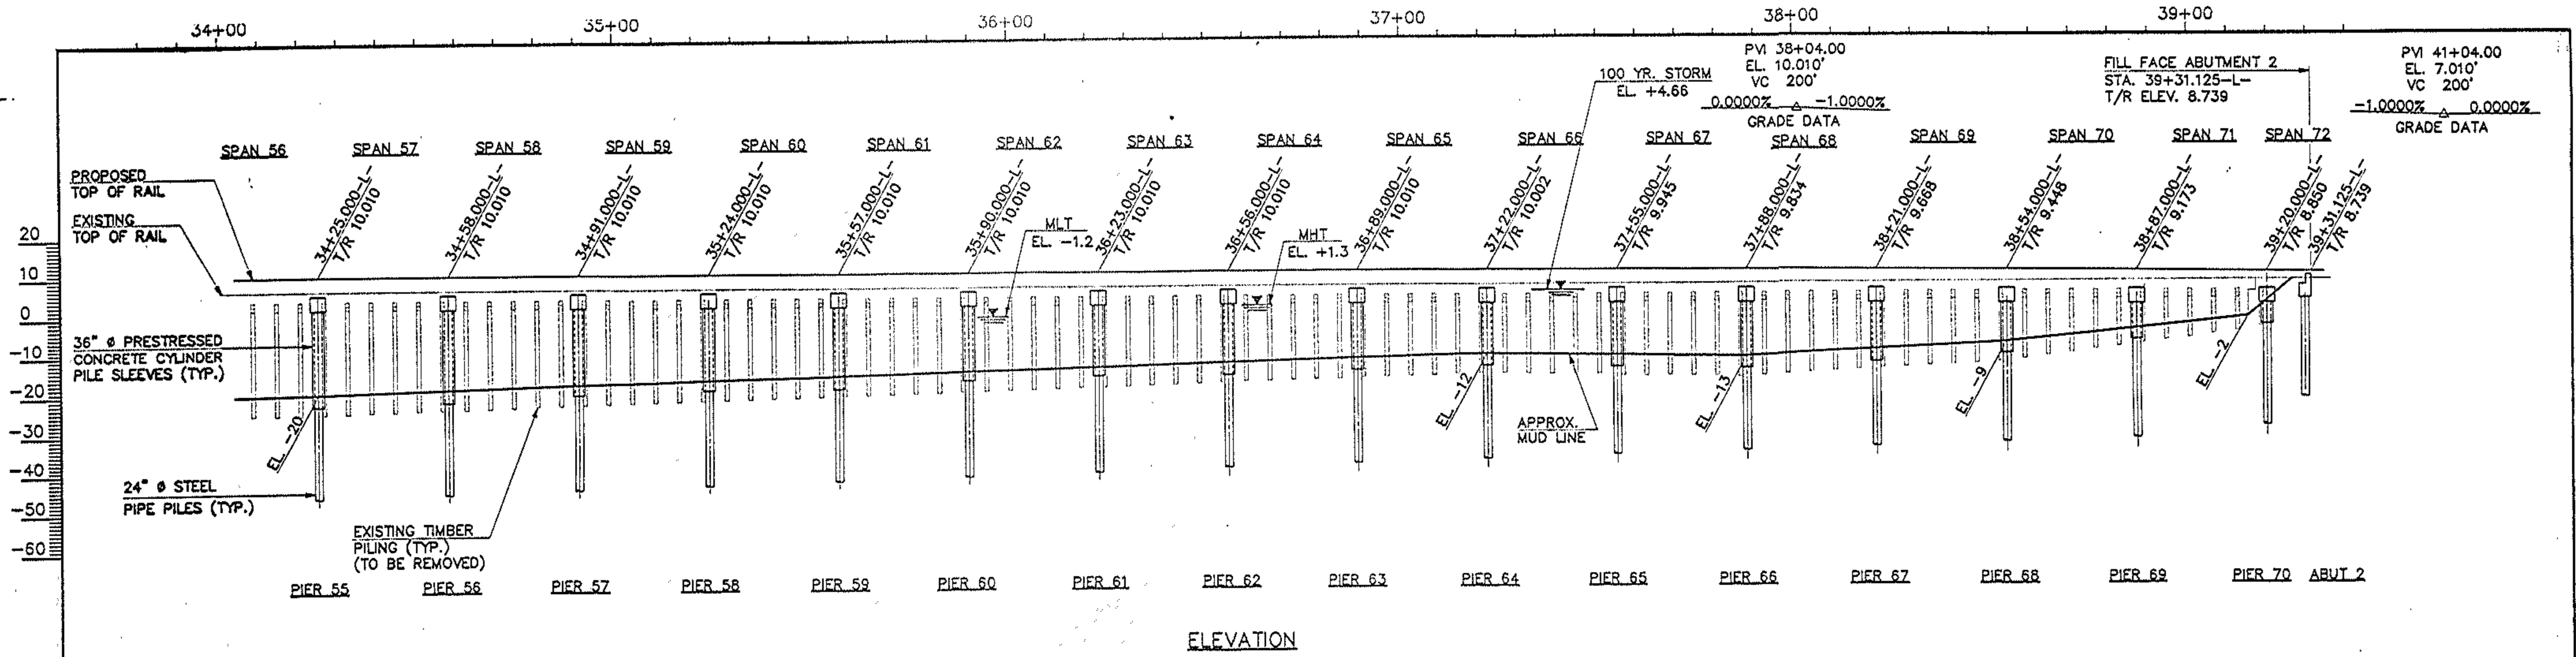 34+00 35+00 36+00 37+00 38+00 39+00
PVI 38+04.00
EL. 10.010'
VC 200'
0.0000% -1.0000%
GRADE DATA
100 YR. STORM
EL. +4.66
FILL FACE ABUTMENT 2
STA. 39+31.125-L-
T/R ELEV. 8.739
PVI 41+04.00
EL. 7.010'
VC 200'
-1.0000% 0.0000%
GRADE DATA
SPAN 56 SPAN 57 SPAN 58 SPAN 59 SPAN 60 SPAN 61 SPAN 62 SPAN 63 SPAN 64 SPAN 65 SPAN 66 SPAN 67 SPAN 68 SPAN 69 SPAN 70 SPAN 71 SPAN 72
PROPOSED
TOP OF RAIL
EXISTING
TOP OF RAIL
34+25.000-L-
T/R 10.010
34+58.000-L-
T/R 10.010
34+91.000-L-
T/R 10.010
35+24.000-L-
T/R 10.010
35+57.000-L-
T/R 10.010
35+90.000-L-
T/R 10.010
36+23.000-L-
T/R 10.010
36+56.000-L-
T/R 10.010
36+89.000-L-
T/R 10.010
37+22.000-L-
T/R 10.002
37+55.000-L-
T/R 9.945
37+88.000-L-
T/R 9.834
38+21.000-L-
T/R 9.668
38+54.000-L-
T/R 9.448
38+87.000-L-
T/R 9.173
39+20.000-L-
T/R 8.850
39+31.125-L-
T/R 8.739
MLT
EL. -1.2
MHT
EL. +1.3
20
10
0
-10
-20
-30
-40
-50
-60
36" Ø PRESTRESSED
CONCRETE CYLINDER
PILE SLEEVES (TYP.)
EL. -20
EL. -12
EL. -13
EL. -9
EL. -2
APPROX.
MUD LINE
24" Ø STEEL
PIPE PILES (TYP.)
EXISTING TIMBER
PILING (TYP.)
(TO BE REMOVED)
PIER 55 PIER 56 PIER 57 PIER 58 PIER 59 PIER 60 PIER 61 PIER 62 PIER 63 PIER 64 PIER 65 PIER 66 PIER 67 PIER 68 PIER 69 PIER 70 ABUT 2
ELEVATION